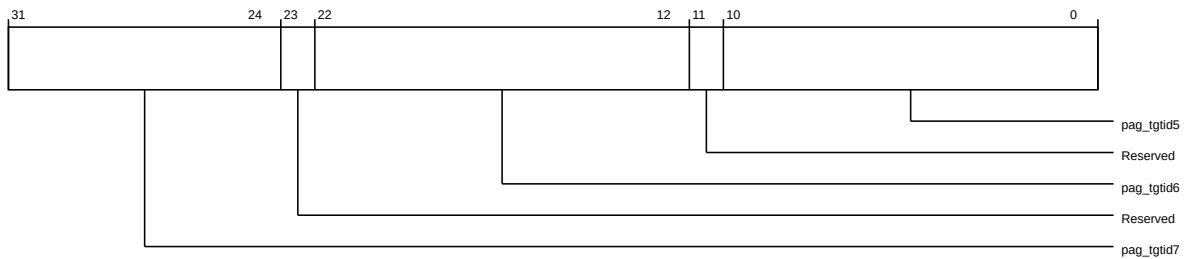 31 24 23 22 12 11 10 0
pag_tgtid5
Reserved
pag_tgtid6
Reserved
pag_tgtid7